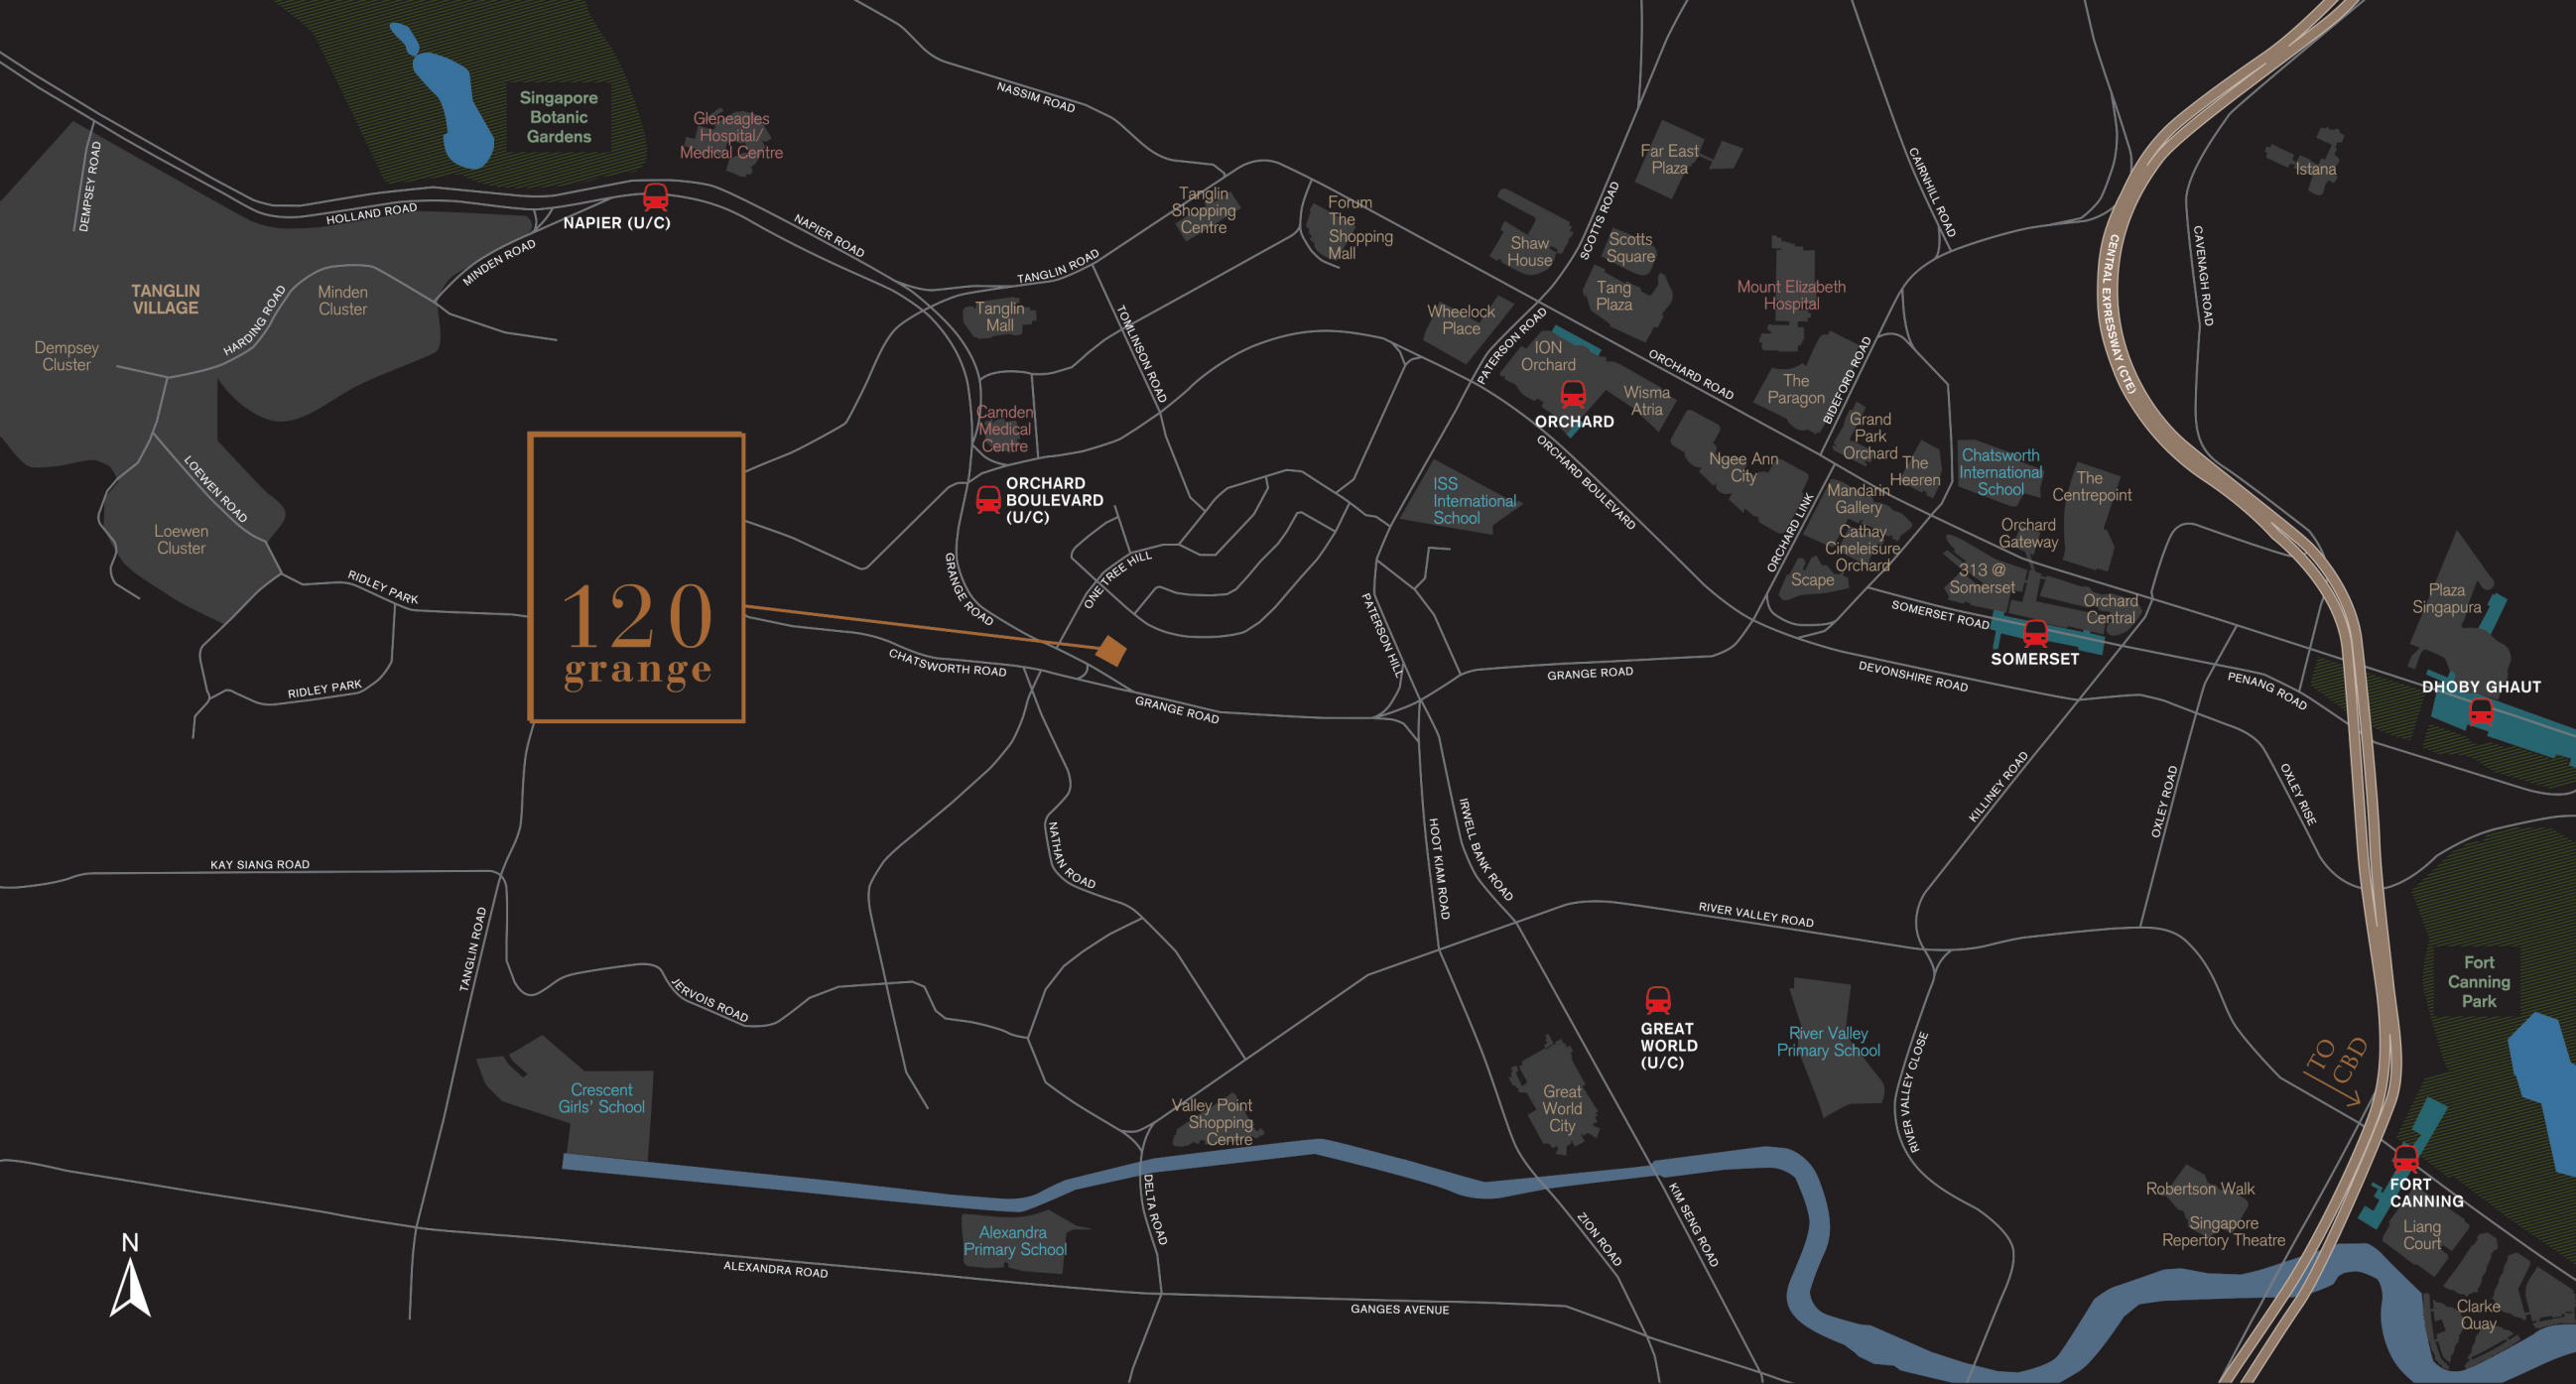 NASSIM ROAD
Singapore
Botanic
Gardens
Gleneagles
Hospital/
Medical Centre
DEMPSEY ROAD
HOLLAND ROAD
NAPIER (U/C)
NAPIER ROAD
MINDEN ROAD
TANGLIN
VILLAGE
HARDING ROAD
Minden
Cluster
Dempsey
Cluster
LOEWEN ROAD
Loewen
Cluster
RIDLEY PARK
RIDLEY PARK
120
grange
Tanglin
Shopping
Centre
Forum
The
Shopping
Mall
TANGLIN ROAD
Tanglin
Mall
TOMLINSON ROAD
Camden
Medical
Centre
ORCHARD
BOULEVARD
(U/C)
GRANGE ROAD
ONE TREE HILL
CHATSWORTH ROAD
GRANGE ROAD
Far East
Plaza
SCOTTS ROAD
Shaw
House
Scotts
Square
Tang
Plaza
Wheelock
Place
PATERSON ROAD
ION
Orchard
ORCHARD
ORCHARD ROAD
Wisma
Atria
ORCHARD BOULEVARD
ISS
International
School
Ngee Ann
City
PATERSON HILL
GRANGE ROAD
CAIRNHILL ROAD
Mount Elizabeth
Hospital
The
Paragon
BIDEFORD ROAD
Grand
Park
Orchard
The
Heeren
Mandarin
Gallery
Cathay
Cineleisure
Orchard
ORCHARD LINK
Scape
Chatsworth
International
School
The
Centrepoint
Orchard
Gateway
313 @
Somerset
Orchard
Central
SOMERSET ROAD
SOMERSET
DEVONSHIRE ROAD
CENTRAL EXPRESSWAY (CTE)
CAVENAGH ROAD
Istana
Plaza
Singapura
DHOBY GHAUT
PENANG ROAD
KILLINEY ROAD
OXLEY ROAD
OXLEY RISE
KAY SIANG ROAD
TANGLIN ROAD
JERVOIS ROAD
NATHAN ROAD
HOOT KIAM ROAD
IRWELL BANK ROAD
RIVER VALLEY ROAD
Fort
Canning
Park
GREAT
WORLD
(U/C)
River Valley
Primary School
RIVER VALLEY CLOSE
TO
CBD
Crescent
Girls' School
Valley Point
Shopping
Centre
Great
World
City
Alexandra
Primary School
DELTA ROAD
ZION ROAD
KIM SENG ROAD
FORT
CANNING
Robertson Walk
Singapore
Repertory Theatre
Liang
Court
Clarke
Quay
N
ALEXANDRA ROAD
GANGES AVENUE